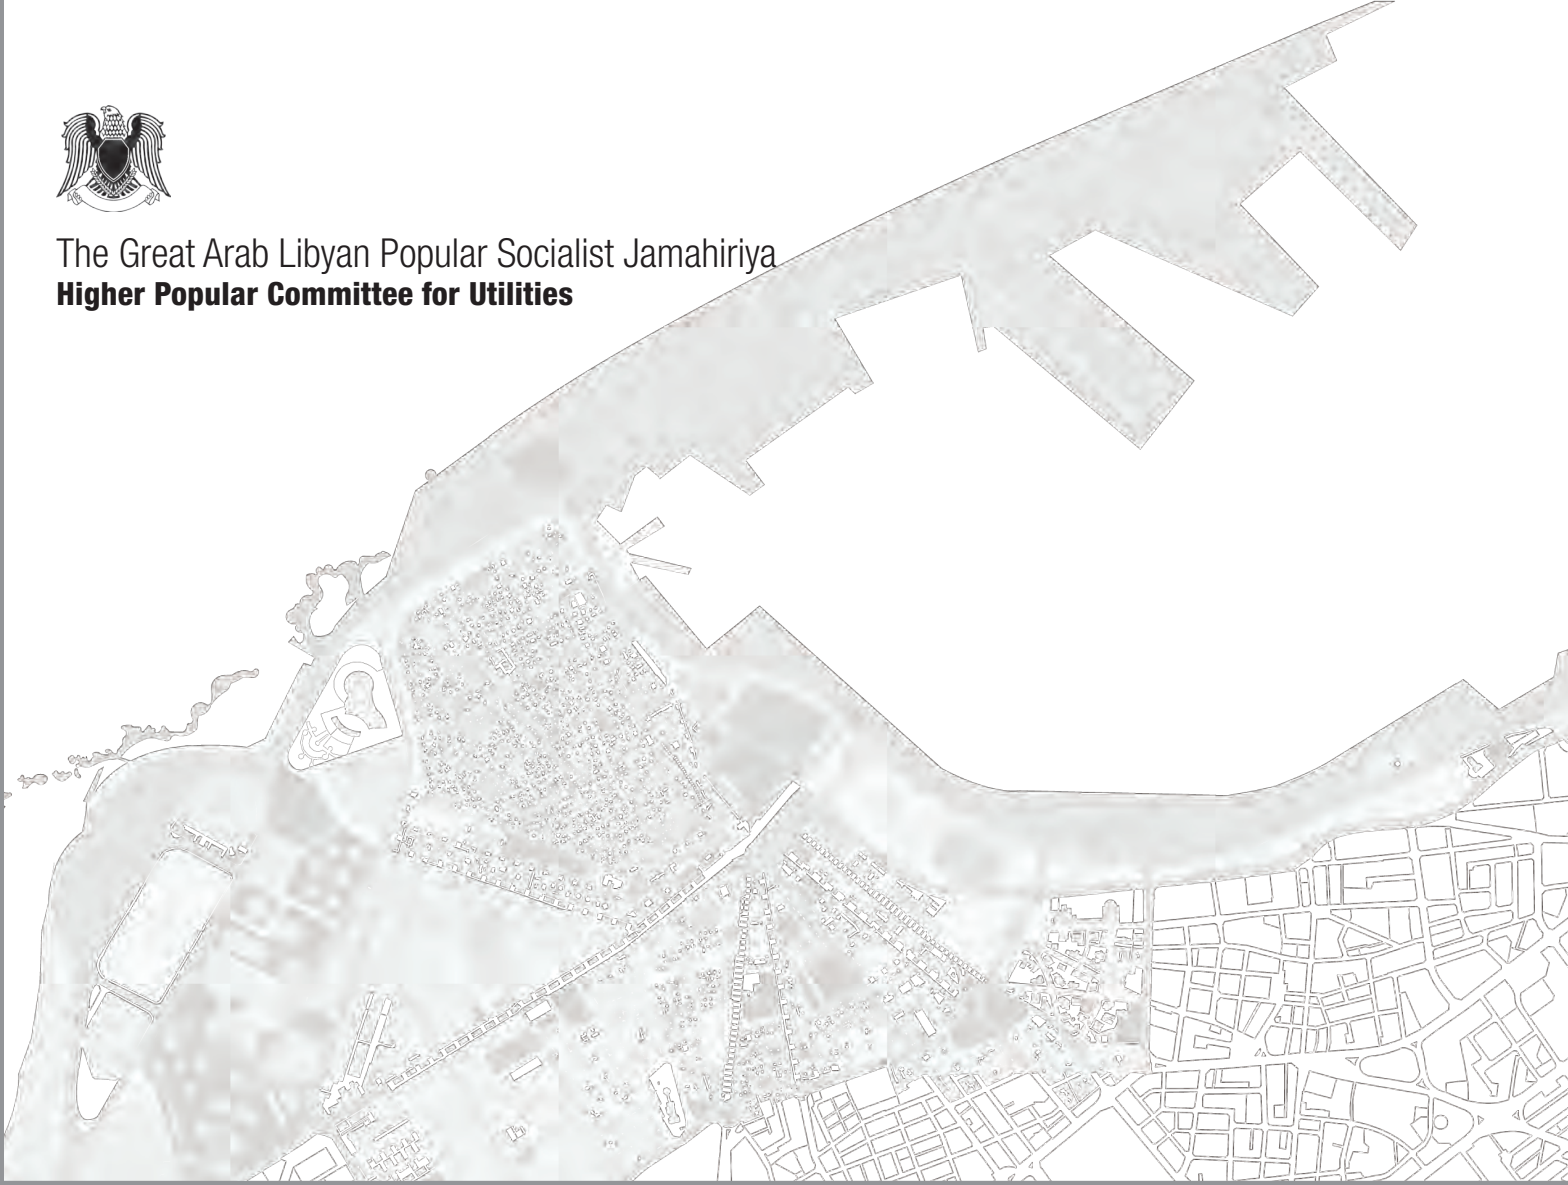 The Great Arab Libyan Popular Socialist Jamahiriya
Higher Popular Committee for Utilities